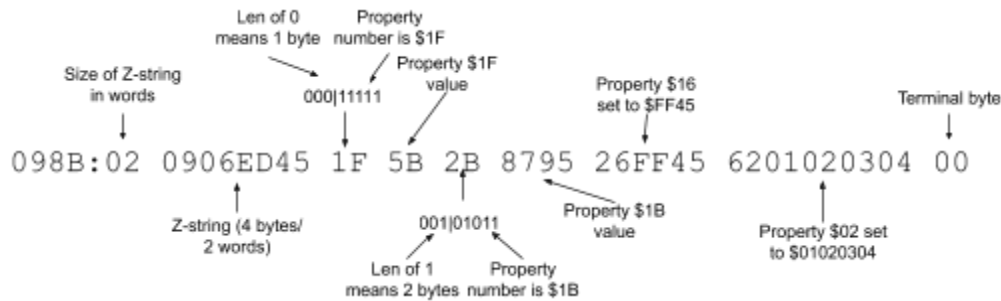 Len of 0
means 1 byte
Property
number is $1F
Property $1F
value
Size of Z-string
in words
000|11111
Property $16
set to $FF45
Terminal byte
098B:02 0906ED45 1F 5B 2B 8795 26FF45 6201020304 00
Z-string (4 bytes/
2 words)
001|01011
Property $1B
value
Property $02 set
to $01020304
Len of 1
means 2 bytes
Property
number is $1B